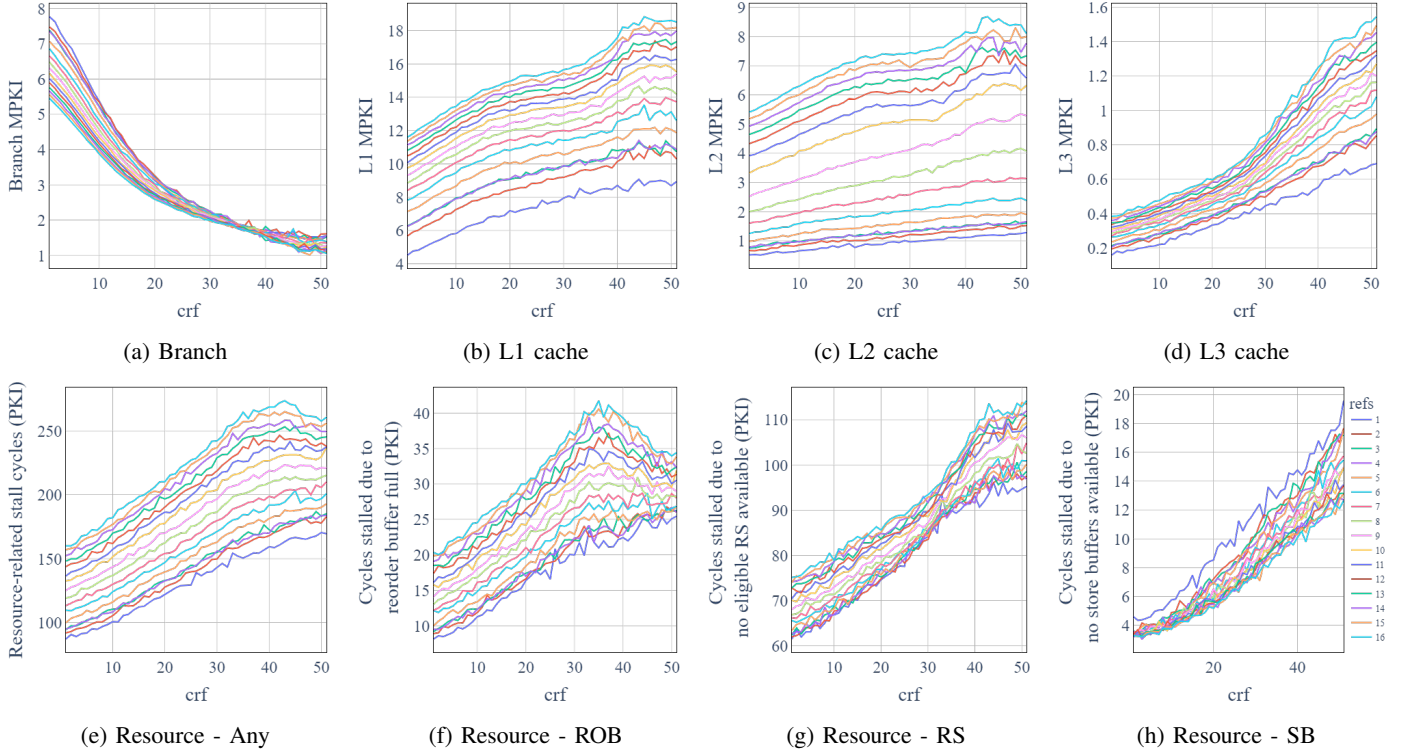 Branch MPKI
8
7
6
5
4
3
2
1
10 20 30 40 50
crf
(a) Branch
L1 MPKI
18
16
14
12
10
8
6
4
10 20 30 40 50
crf
(b) L1 cache
L2 MPKI
9
8
7
6
5
4
3
2
1
10 20 30 40 50
crf
(c) L2 cache
L3 MPKI
1.6
1.4
1.2
1
0.8
0.6
0.4
0.2
10 20 30 40 50
crf
(d) L3 cache
Resource-related stall cycles (PKI)
250
200
150
100
10 20 30 40 50
crf
(e) Resource - Any
Cycles stalled due to
reorder buffer full (PKI)
40
35
30
25
20
15
10
10 20 30 40 50
crf
(f) Resource - ROB
Cycles stalled due to
no eligible RS available (PKI)
110
100
90
80
70
60
10 20 30 40 50
crf
(g) Resource - RS
Cycles stalled due to
no store buffers available (PKI)
20
18
16
14
12
10
8
6
4
20 40
crf
refs
1
2
3
4
5
6
7
8
9
10
11
12
13
14
15
16
(h) Resource - SB